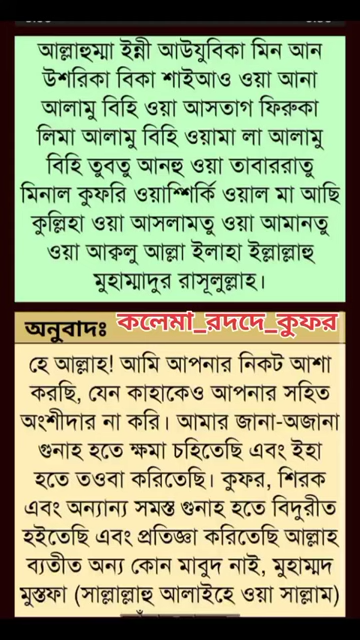 আল্লাহুম্মা ইন্নী আউযুবিকা মিন আন
উশরিকা বিকা শাইআও ওয়া আনা
আলামু বিহি ওয়া আসতাগ ফিরুকা
লিমা আলামু বিহি ওয়ামা লা আলামু
বিহি তুবতু আনহু ওয়া তাবাররাতু
মিনাল কুফরি ওয়াশ্শির্কি ওয়াল মা আছি
কুল্লিহা ওয়া আসলামতু ওয়া আমানতু
ওয়া আক্বলু আল্লা ইলাহা ইল্লাল্লাহু
মুহাম্মাদুর রাসূলুল্লাহ।
অনুবাদঃ কলেমা_রদদে_কুফর
হে আল্লাহ! আমি আপনার নিকট আশা
করছি, যেন কাহাকেও আপনার সহিত
অংশীদার না করি। আমার জানা-অজানা
গুনাহ হতে ক্ষমা চহিতেছি এবং ইহা
হতে তওবা করিতেছি। কুফর, শিরক
এবং অন্যান্য সমস্ত গুনাহ হতে বিদুরীত
হইতেছি এবং প্রতিজ্ঞা করিতেছি আল্লাহ
ব্যতীত অন্য কোন মাবুদ নাই, মুহাম্মদ
মুস্তফা (সাল্লাল্লাহু আলাইহে ওয়া সাল্লাম)